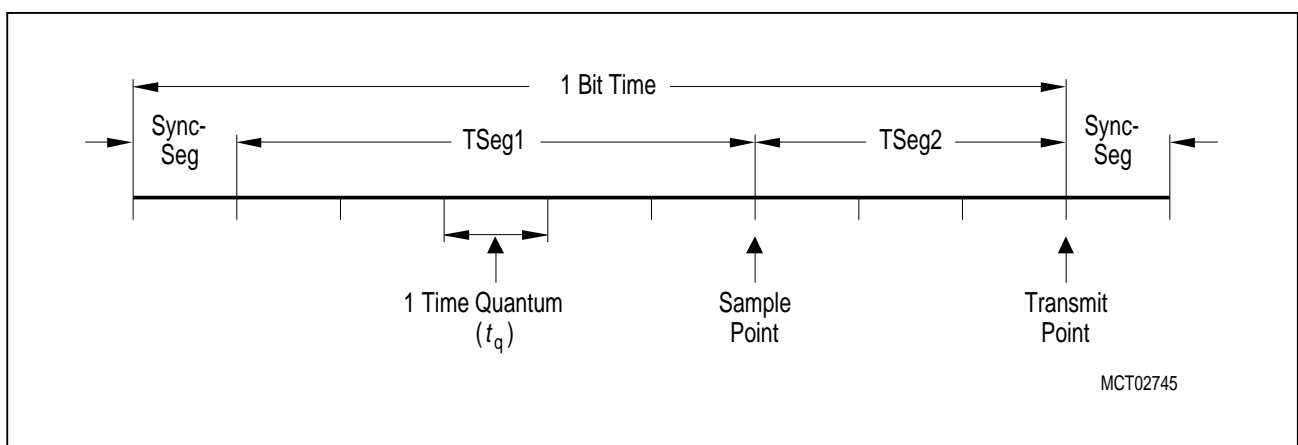 1 Bit Time
Sync-
Seg
TSeg1
TSeg2
Sync-
Seg
1 Time Quantum
(tq)
Sample
Point
Transmit
Point
MCT02745